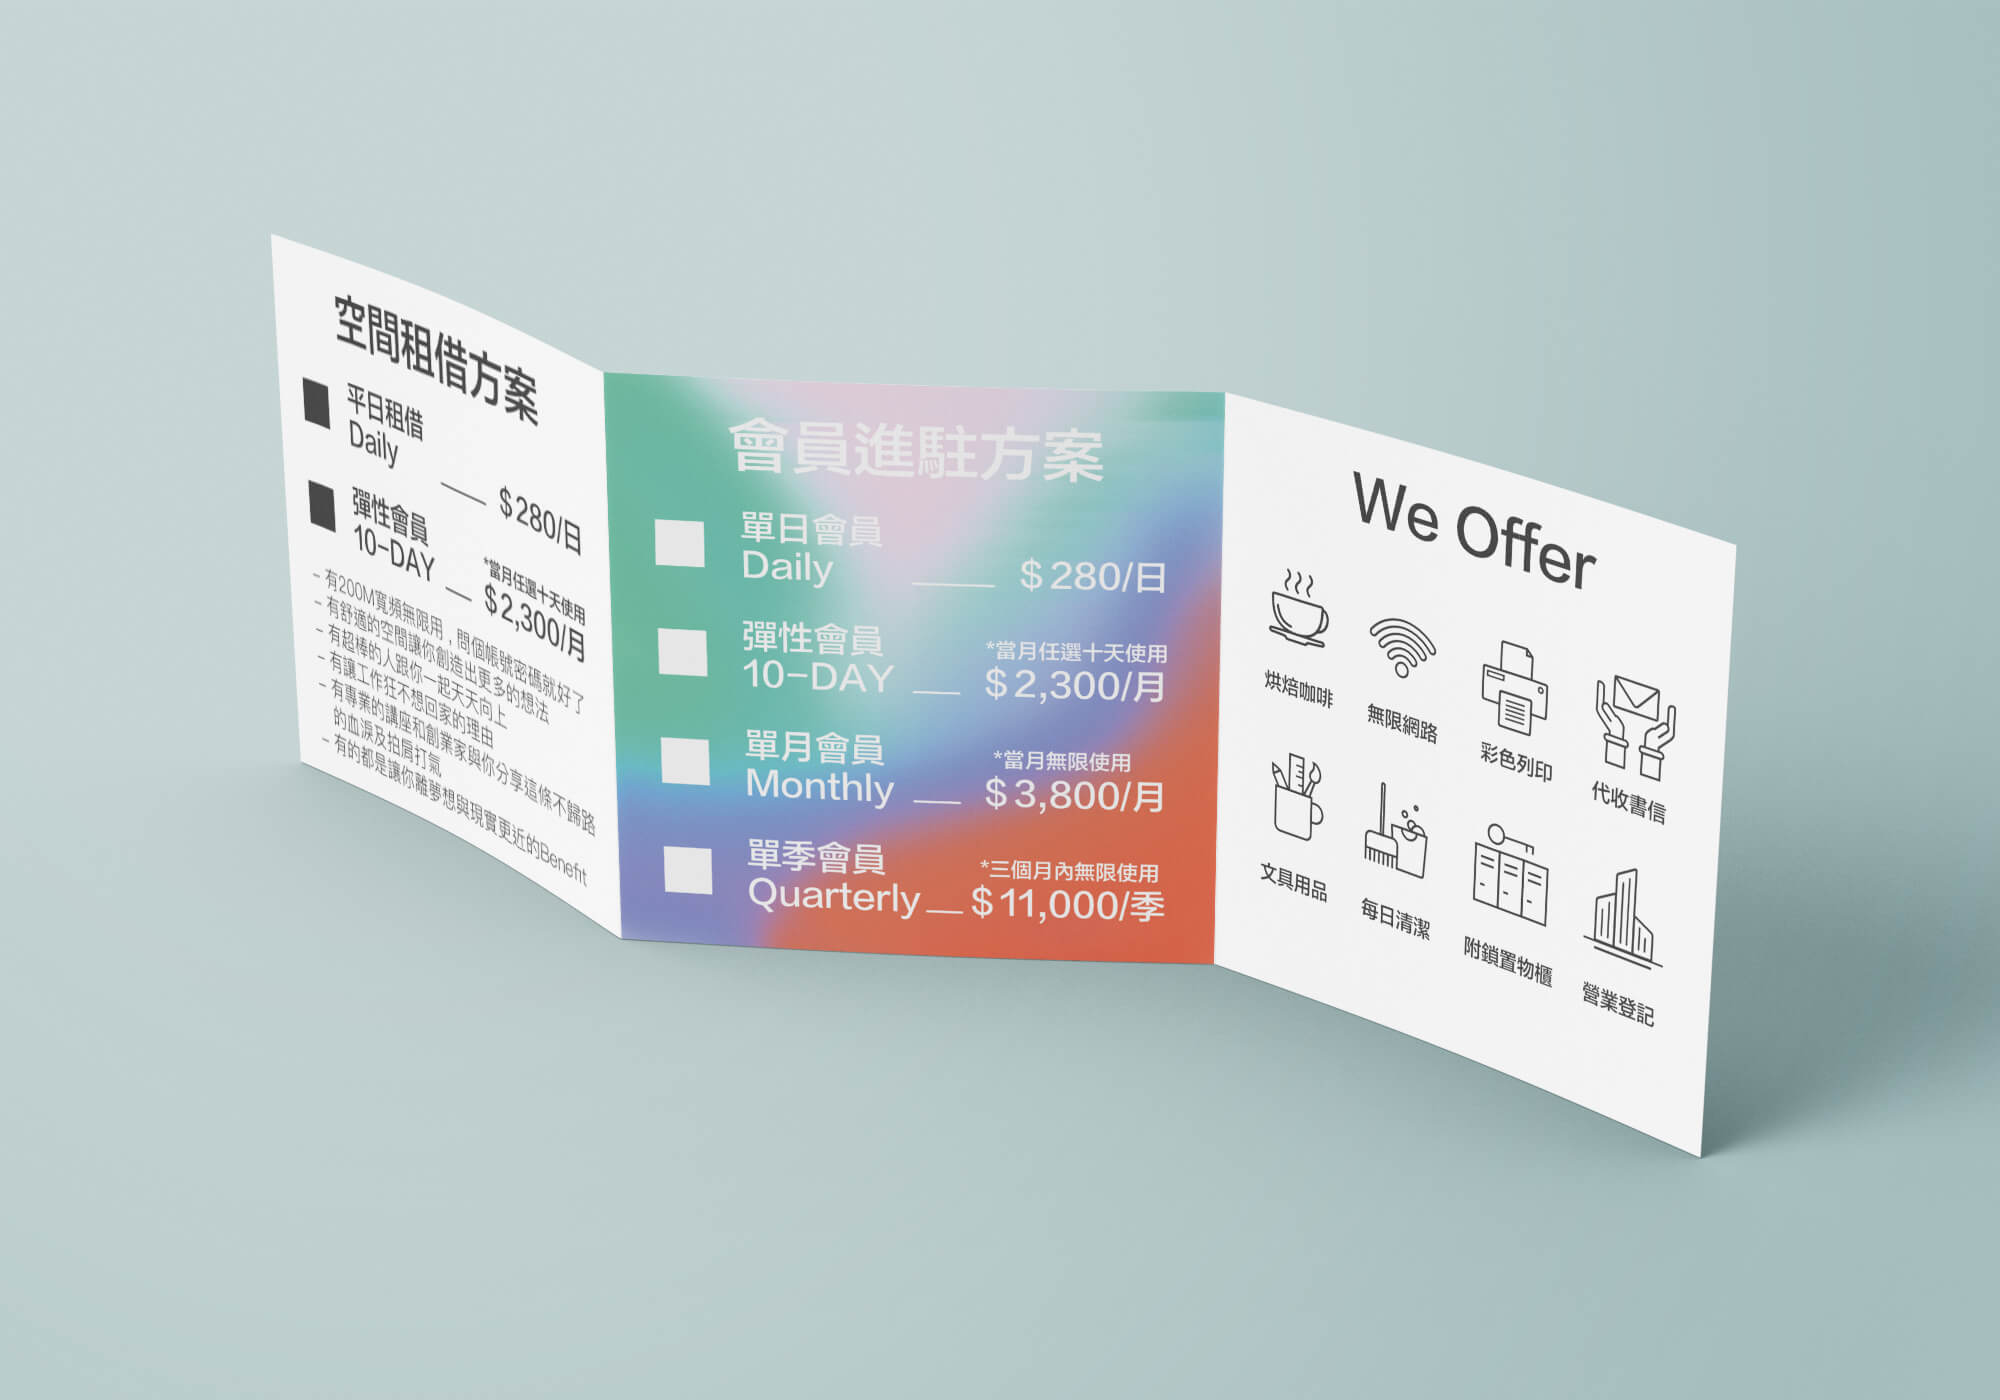 空間租借方案
平日租借
Daily
$280/日
彈性會員
10-DAY
*當月任選十天使用
$2,300/月
- 有200M寬頻無限用，問個帳號密碼就好了
- 有舒適的空間讓你創造出更多的想法
- 有超棒的人跟你一起天天向上
- 有讓工作狂不想回家的理由
- 有專業的講座和創業家與你分享這條不歸路
的血淚及拍肩打氣
- 有的都是讓你離夢想與現實更近的Benefit
會員進駐方案
單日會員
Daily
$280/日
彈性會員
10-DAY
*當月任選十天使用
$2,300/月
單月會員
Monthly
*當月無限使用
$3,800/月
單季會員
Quarterly
*三個月內無限使用
$11,000/季
We Offer
烘焙咖啡
無限網路
彩色列印
代收書信
文具用品
每日清潔
附鎖置物櫃
營業登記